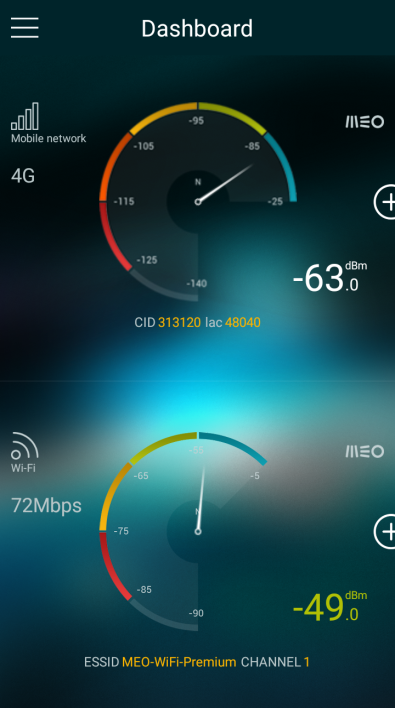 Dashboard
Mobile network
4G
MEO
-95
-105
-85
N
-115
-25
-125
-140
-63.0 dBm
CID 313120 lac 48040
Wi-Fi
72Mbps
MEO
-55
-65
-5
N
-75
-85
-90
-49.0 dBm
ESSID MEO-WiFi-Premium CHANNEL 1